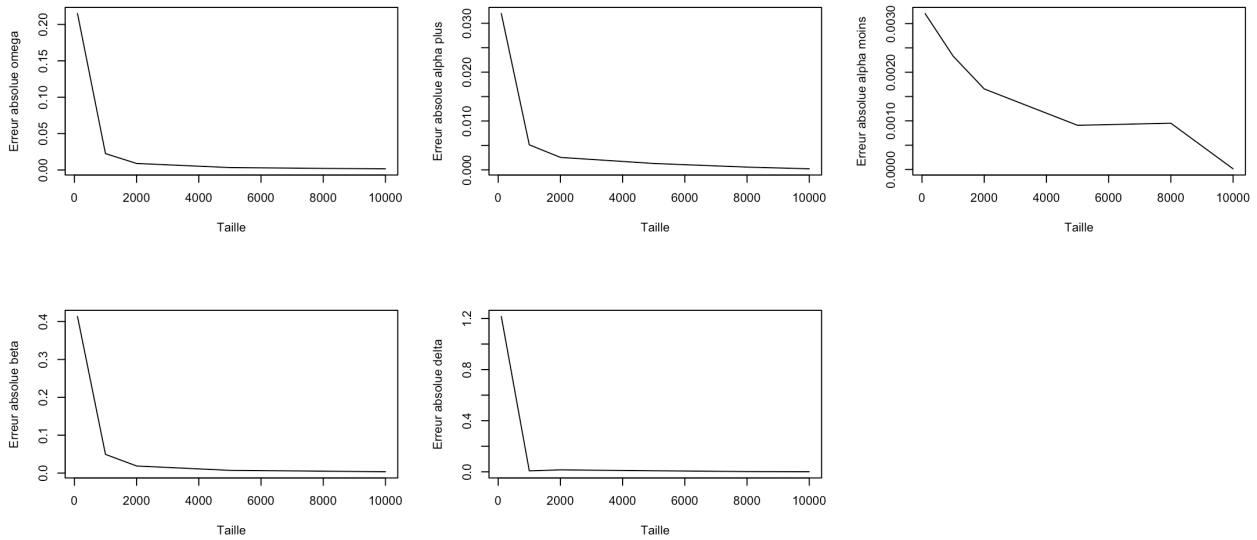 Erreur absolue omega
0.00 0.05 0.10 0.15 0.20
0 2000 4000 6000 8000 10000
Taille
Erreur absolue alpha plus
0.000 0.010 0.020 0.030
0 2000 4000 6000 8000 10000
Taille
Erreur absolue alpha moins
0.0000 0.0010 0.0020 0.0030
0 2000 4000 6000 8000 10000
Taille
Erreur absolue beta
0.0 0.1 0.2 0.3 0.4
0 2000 4000 6000 8000 10000
Taille
Erreur absolue delta
0.0 0.4 0.8 1.2
0 2000 4000 6000 8000 10000
Taille